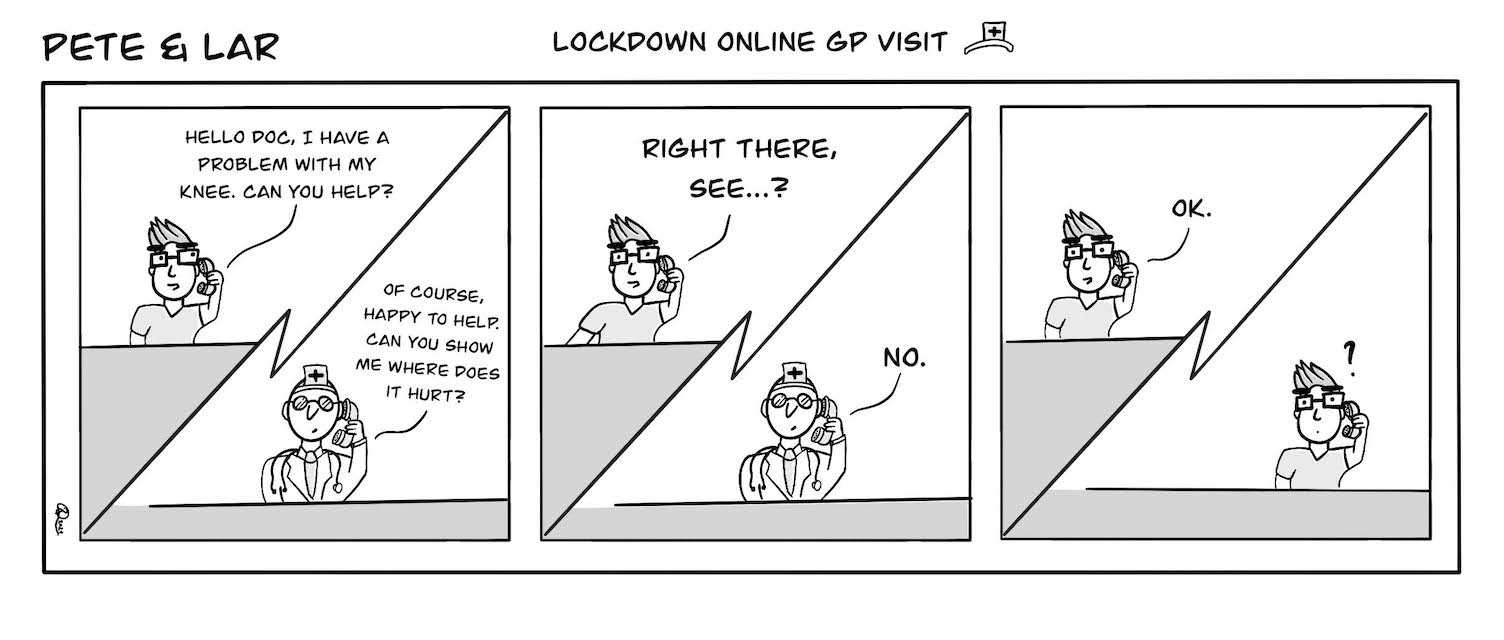 PETE & LAR
LOCKDOWN ONLINE GP VISIT
HELLO DOC, I HAVE A
PROBLEM WITH MY
KNEE. CAN YOU HELP?
OF COURSE,
HAPPY TO HELP.
CAN YOU SHOW
ME WHERE DOES
IT HURT?
RIGHT THERE,
SEE...?
NO.
OK.
?